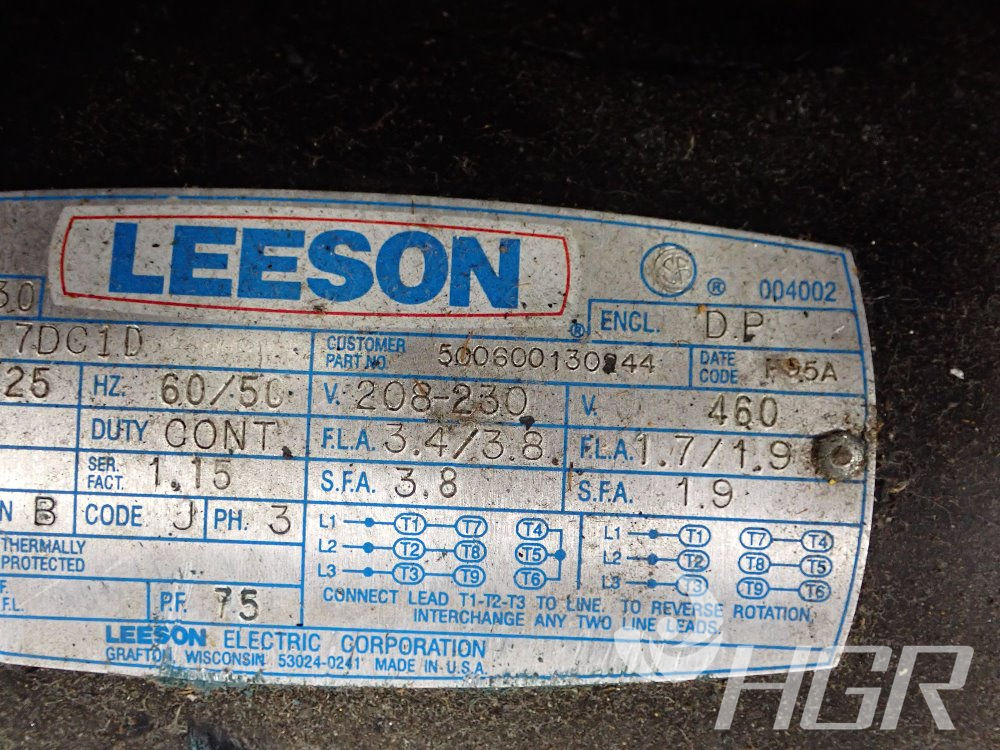 LEESON
® 004002
30
ENCL. D.P.
7DC1D
CUSTOMER PART NO. DATE CODE
25 HZ. 60/50 V. 208-230 V. 460
DUTY CONT. F.L.A. 3.4/3.8 F.L.A. 1.7/1.9
SER. FACT. 1.15 S.F.A. 3.8 S.F.A. 1.9
N B CODE J PH. 3
L1 T1 T7 T4 L1 T1 T7 T4
L2 T2 T8 T5 L2 T2 T8 T5
L3 T3 T9 T6 L3 T3 T9 T6
THERMALLY
PROTECTED
CONNECT LEAD T1-T2-T3 TO LINE. TO REVERSE ROTATION,
INTERCHANGE ANY TWO LINE LEADS.
F.
F.L. P.F. 75
LEESON ELECTRIC CORPORATION
GRAFTON, WISCONSIN 53024-0241 MADE IN U.S.A.
HGR